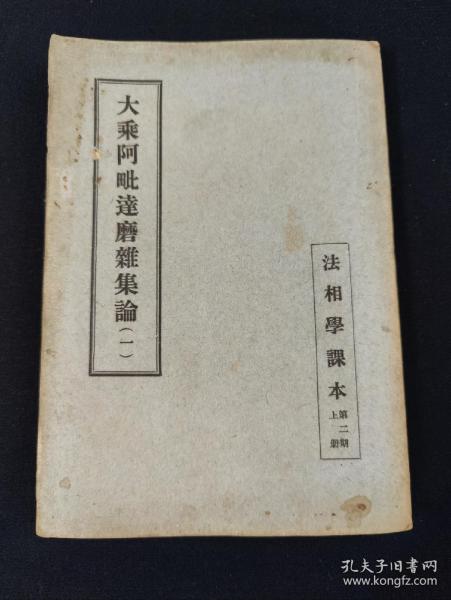 大乘阿毗達磨雜集論(一)
法相學課本 第二期
上册
孔夫子旧书网
www.kongfz.com